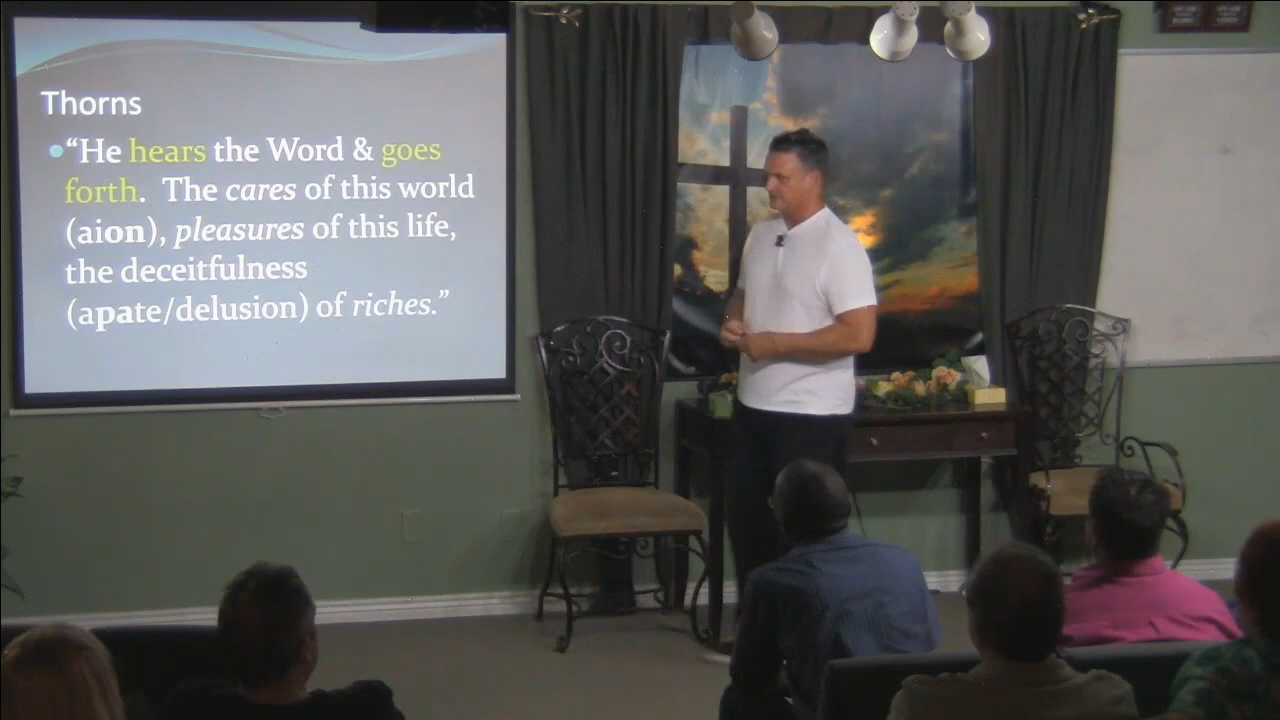 Thorns
“He hears the Word & goes
forth.  The cares of this world
(aion), pleasures of this life,
the deceitfulness
(apate/delusion) of riches.”